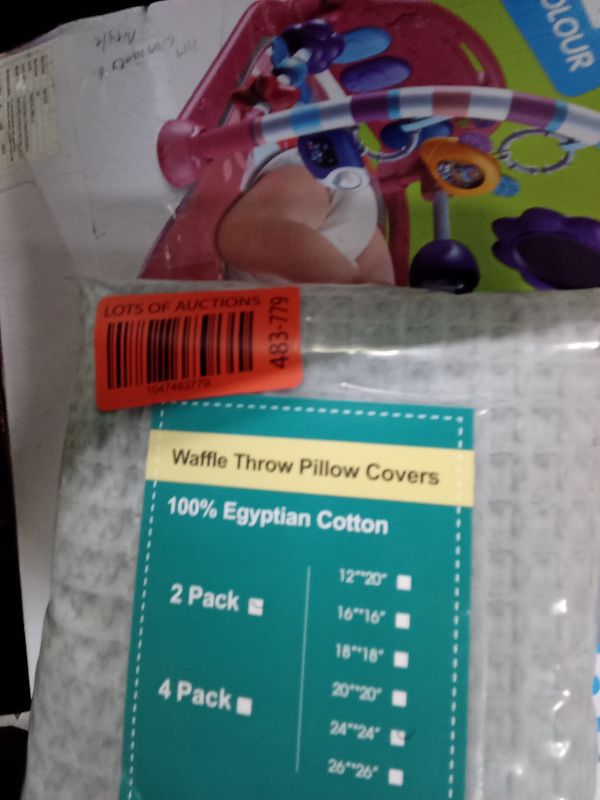 OLOUR
LOTS OF AUCTIONS
483-779
1047483779
Waffle Throw Pillow Covers
100% Egyptian Cotton
2 Pack
4 Pack
12"*20"
16"*16"
18"*18"
20"*20"
24"*24"
26"*26"